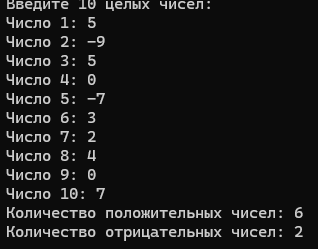 Введите 10 целых чисел:
Число 1: 5
Число 2: -9
Число 3: 5
Число 4: 0
Число 5: -7
Число 6: 3
Число 7: 2
Число 8: 4
Число 9: 0
Число 10: 7
Количество положительных чисел: 6
Количество отрицательных чисел: 2